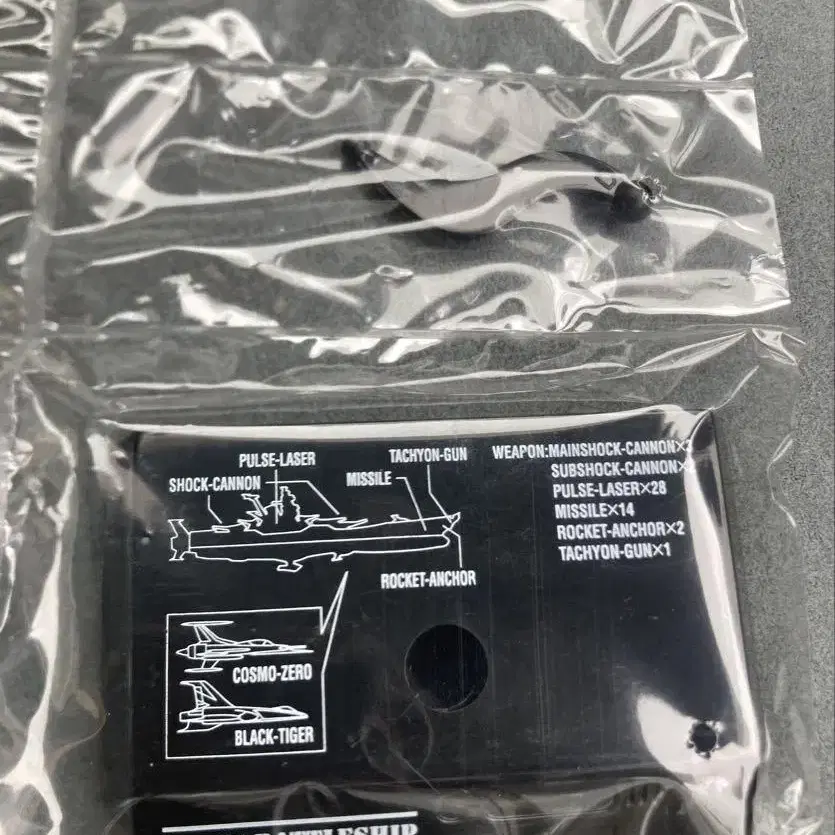 PULSE-LASER
TACHYON-GUN
SHOCK-CANNON
MISSILE
ROCKET-ANCHOR
WEAPON:MAINSHOCK-CANNON×3
SUBSHOCK-CANNON×
PULSE-LASER×28
MISSILE×14
ROCKET-ANCHOR×2
TACHYON-GUN×1
COSMO-ZERO
BLACK-TIGER